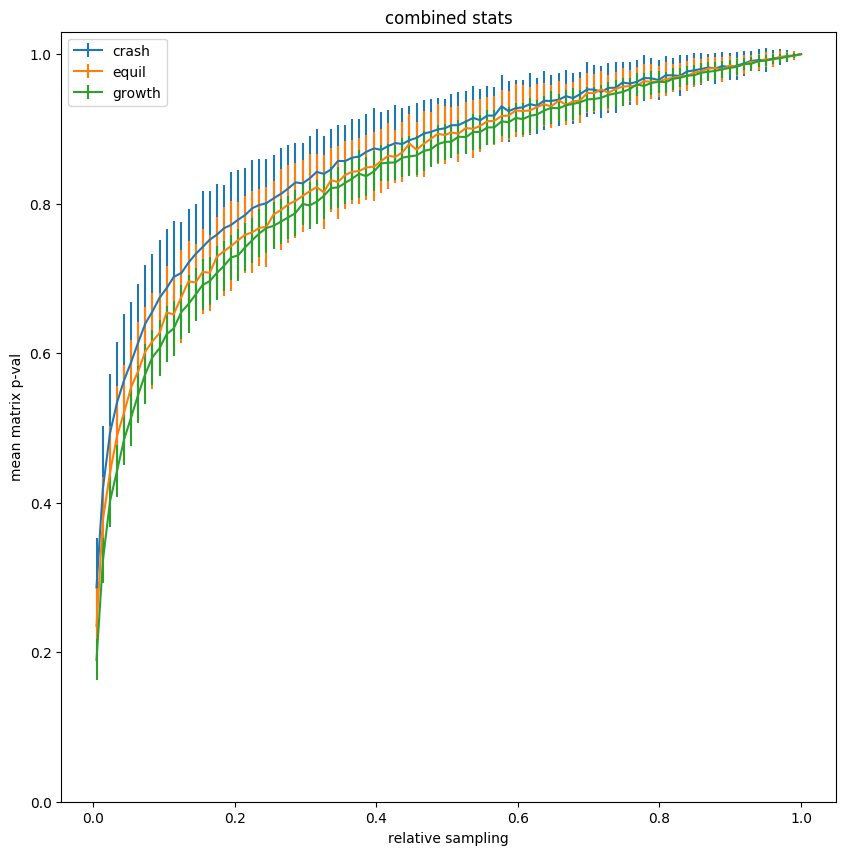 combined stats
crash
equil
growth
mean matrix p-val
1.0
0.8
0.6
0.4
0.2
0.0
0.0 0.2 0.4 0.6 0.8 1.0
relative sampling